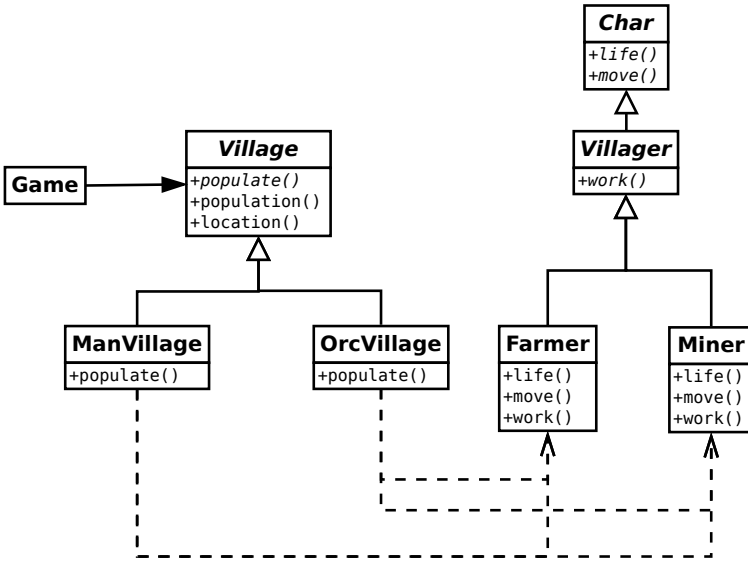 Char
+life()
+move()
Village
+populate()
+population()
+location()
Game
Villager
+work()
ManVillage
+populate()
OrcVillage
+populate()
Farmer
+life()
+move()
+work()
Miner
+life()
+move()
+work()